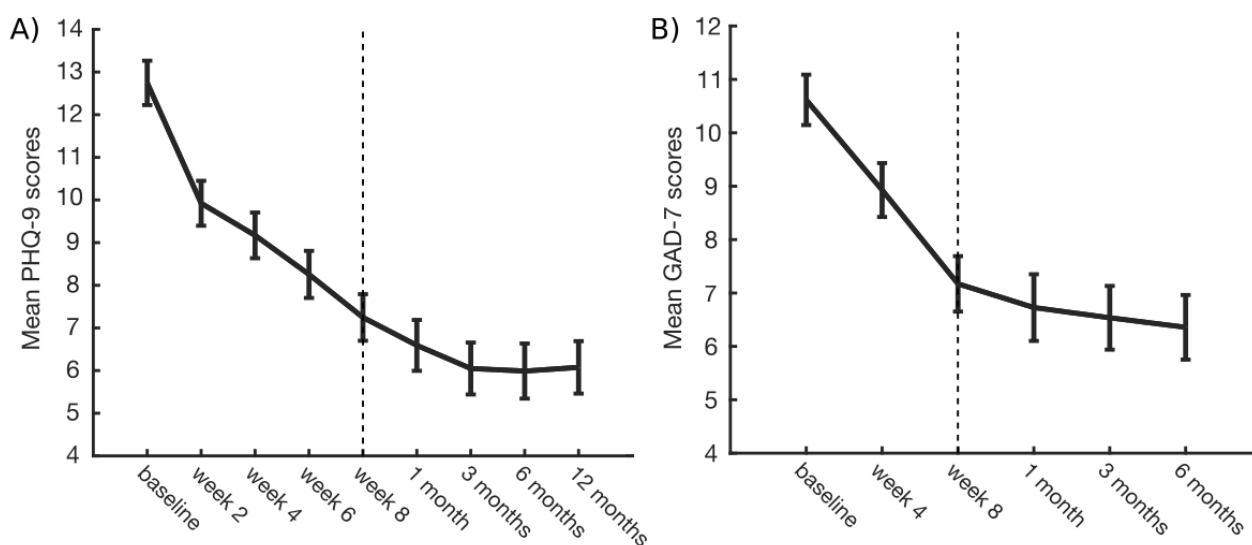 A)
Mean PHQ-9 scores
14
13
12
11
10
9
8
7
6
5
4
baseline
week 2
week 4
week 6
week 8
1 month
3 months
6 months
12 months
B)
Mean GAD-7 scores
12
11
10
9
8
7
6
5
4
baseline
week 4
week 8
1 month
3 months
6 months